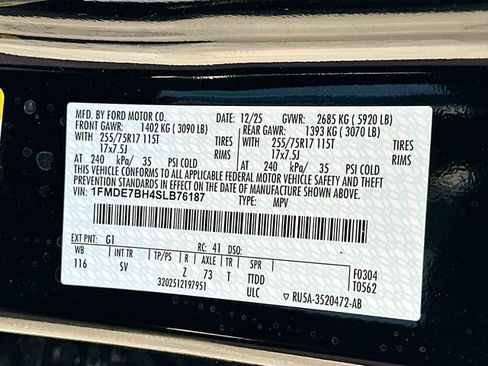 MFD. BY FORD MOTOR CO. 12/25 GVWR: 2685 KG ( 5920 LB)
FRONT GAWR: 1402 KG ( 3090 LB) REAR GAWR: 1393 KG ( 3070 LB)
WITH 255/75R17 115T WITH 255/75R17 115T
17x7.5J 17x7.5J
AT 240 kPa/ 35 PSI COLD AT 240 kPa/ 35 PSI COLD
THIS VEHICLE CONFORMS TO ALL APPLICABLE FEDERAL MOTOR VEHICLE SAFETY AND THEFT
PREVENTION STANDARDS IN EFFECT ON THE DATE OF MANUFACTURE SHOWN ABOVE.
VIN: 1FMDE7BH4SLB76187 TYPE: MPV
EXT PNT: G1 RC: 41 DSO:
WB INT TR TP/PS R AXLE TR SPR F0304
116 SV Z 73 T TTDD T0562
3202512197951 ULC RU5A-3520472-AB